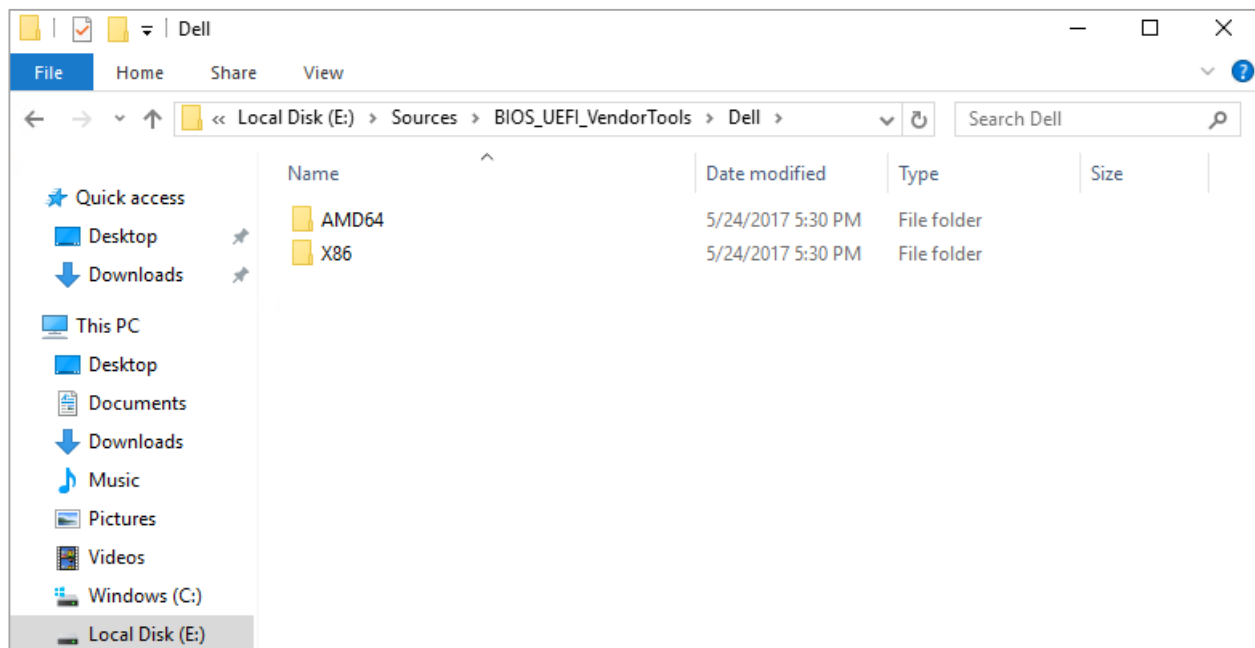 Dell
File Home Share View
« Local Disk (E:) > Sources > BIOS_UEFI_VendorTools > Dell >
Search Dell
Name Date modified Type Size
AMD64 5/24/2017 5:30 PM File folder
X86 5/24/2017 5:30 PM File folder
Quick access
Desktop
Downloads
This PC
Desktop
Documents
Downloads
Music
Pictures
Videos
Windows (C:)
Local Disk (E:)